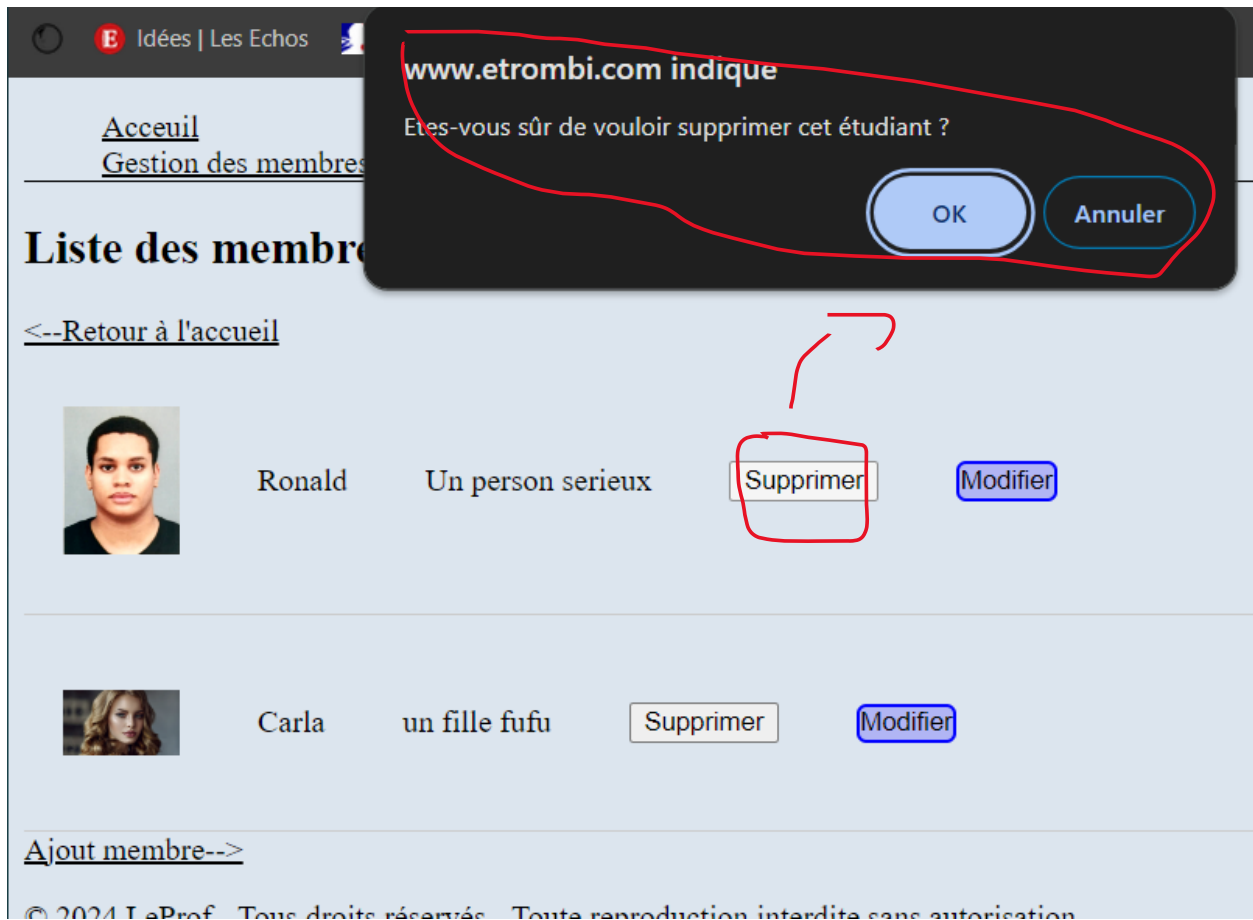 Idées | Les Echos
www.etrombi.com indique
Etes-vous sûr de vouloir supprimer cet étudiant ?
OK
Annuler
Acceuil
Gestion des membres
Liste des membre
<--Retour à l'accueil
Ronald Un person serieux Supprimer Modifier
Carla un fille fufu Supprimer Modifier
Ajout membre-->
© 2024 LeProf - Tous droits réservés - Toute reproduction interdite sans autorisation